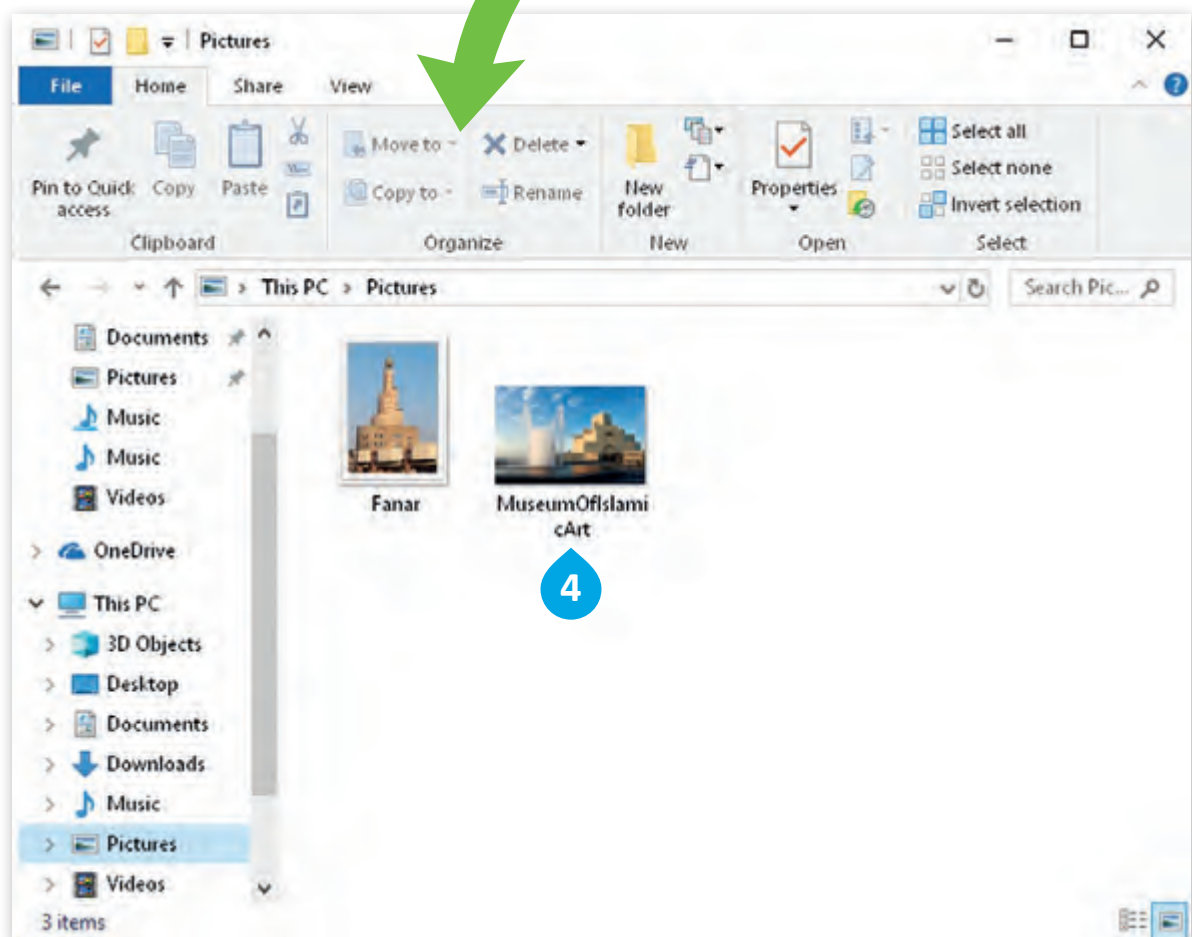 Pictures
File Home Share View
Pin to Quick access
Copy
Paste
Clipboard
Move to
Copy to
Delete
Rename
Organize
New folder
New
Properties
Open
Select all
Select none
Invert selection
Select
This PC > Pictures
Search Pic...
Documents
Pictures
Music
Music
Videos
OneDrive
This PC
3D Objects
Desktop
Documents
Downloads
Music
Pictures
Videos
3 items
Fanar
MuseumOfIslami
cArt
4